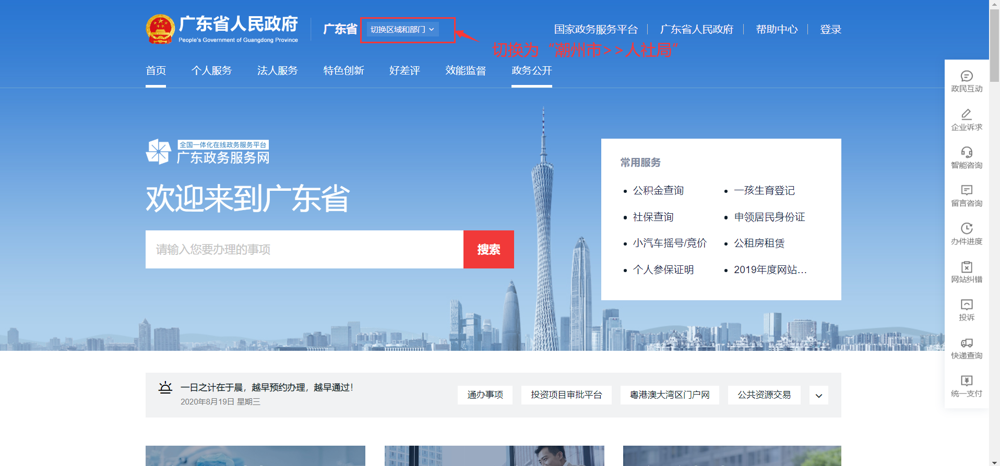 广东省人民政府
People's Government of Guangdong Province
广东省
切换区域和部门
国家政务服务平台
广东省人民政府
帮助中心
登录
切换为“潮州市>>人社局”
首页
个人服务
法人服务
特色创新
好差评
效能监督
政务公开
全国一体化在线政务服务平台
广东政务服务网
欢迎来到广东省
请输入您要办理的事项
搜索
常用服务
公积金查询
一孩生育登记
社保查询
申领居民身份证
小汽车摇号/竞价
公租房租赁
个人参保证明
2019年度网站...
政民互动
企业诉求
智能咨询
留言咨询
办件进度
网站纠错
投诉
快递查询
统一支付
一日之计在于晨，越早预约办理，越早通过！
2020年8月19日 星期三
通办事项
投资项目审批平台
粤港澳大湾区门户网
公共资源交易